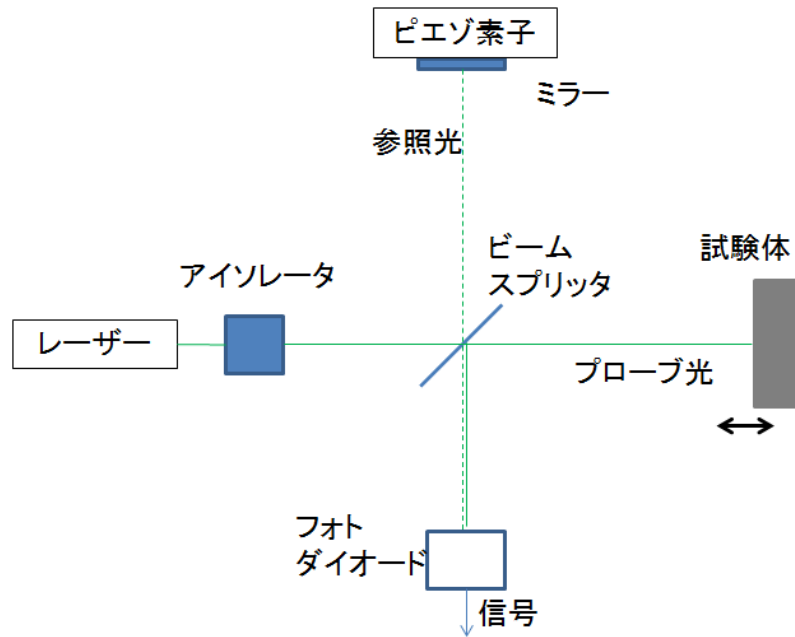 ピエゾ素子
ミラー
参照光
ビーム
スプリッタ
試験体
アイソレータ
レーザー
プローブ光
フォト
ダイオード
信号